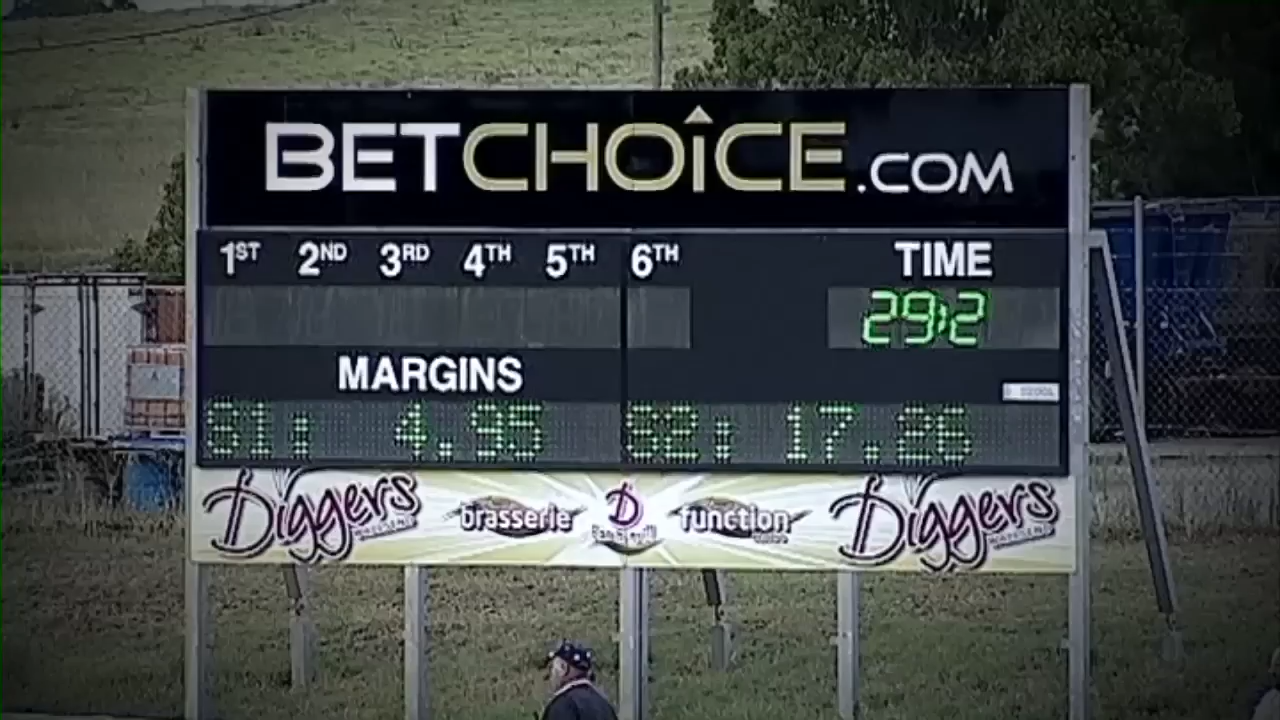 BETCHOICE.COM
1ST 2ND 3RD 4TH 5TH 6TH TIME
29:2
MARGINS
S1: 4.95 S2: 17.26
Diggers brasserie D function Diggers